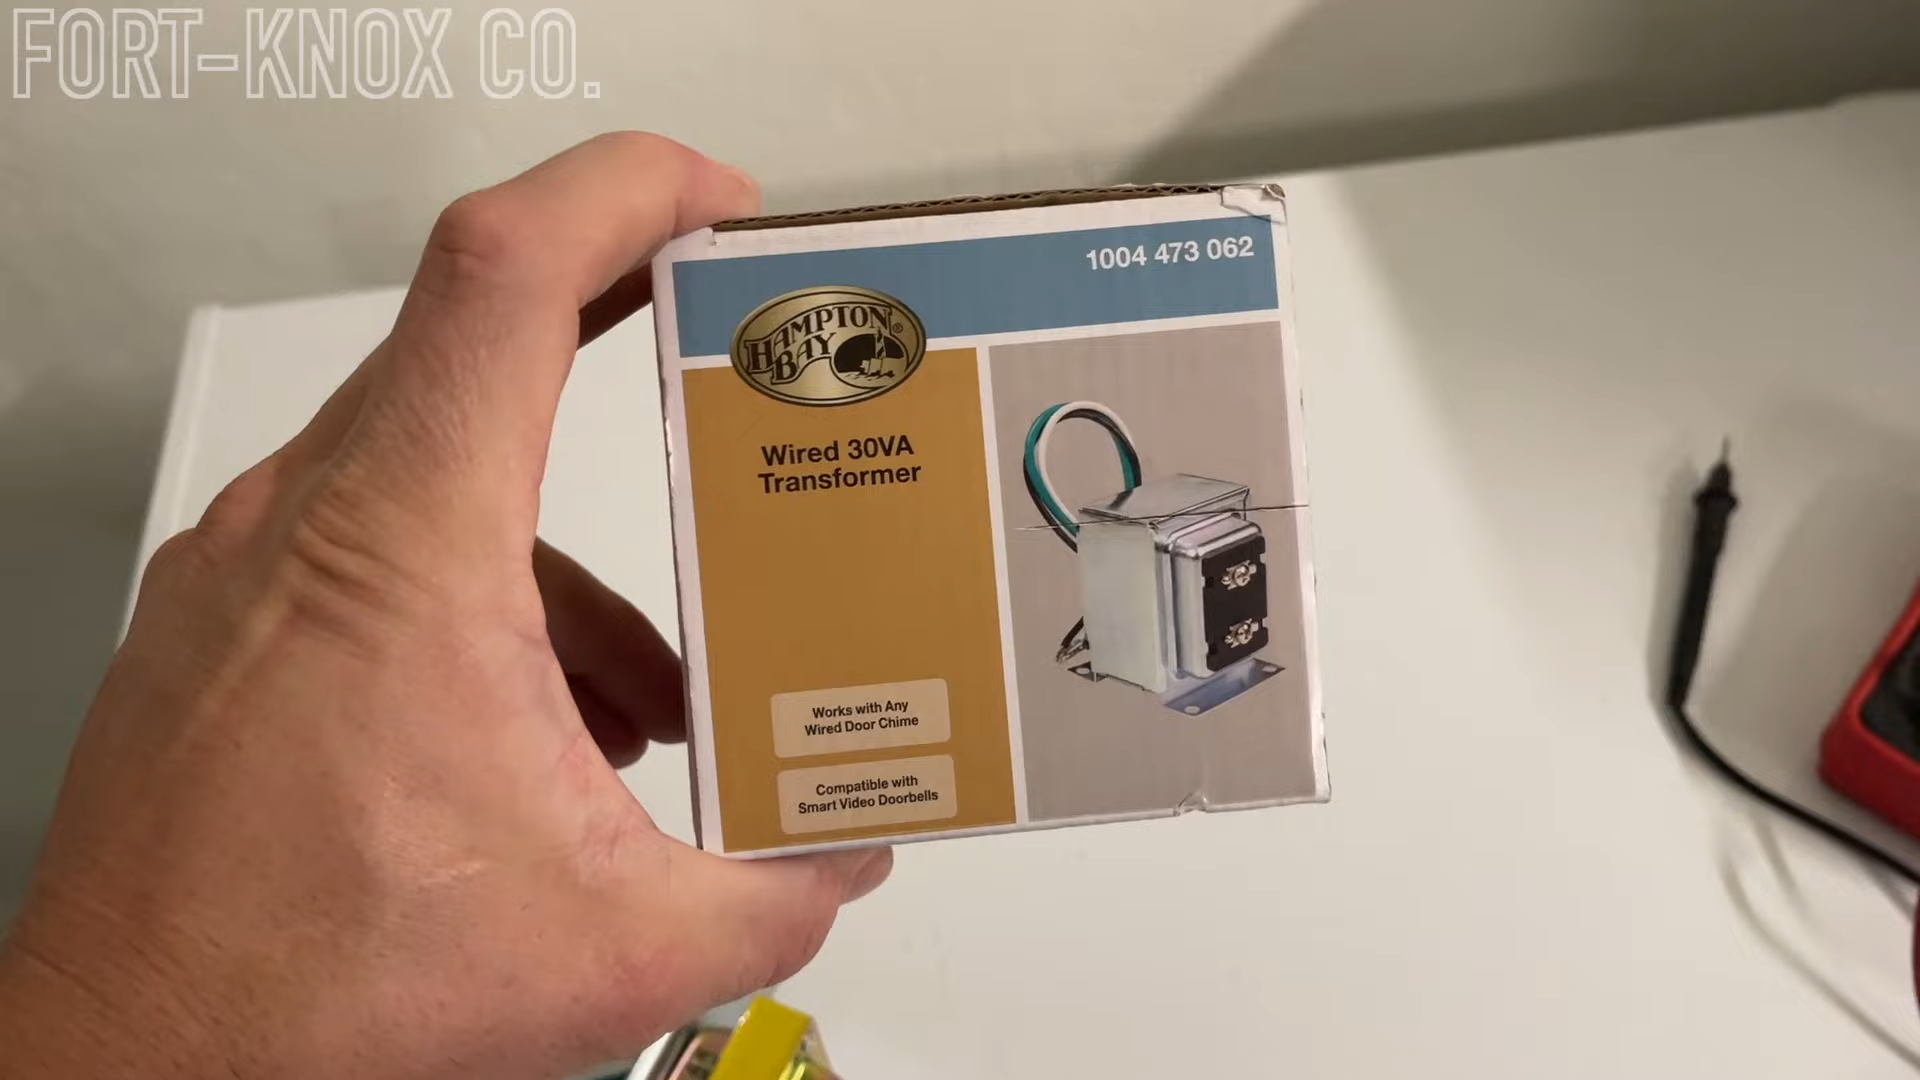 FORT-KNOX CO.
1004 473 062
HAMPTON
BAY®
Wired 30VA
Transformer
Works with Any
Wired Door Chime
Compatible with
Smart Video Doorbells